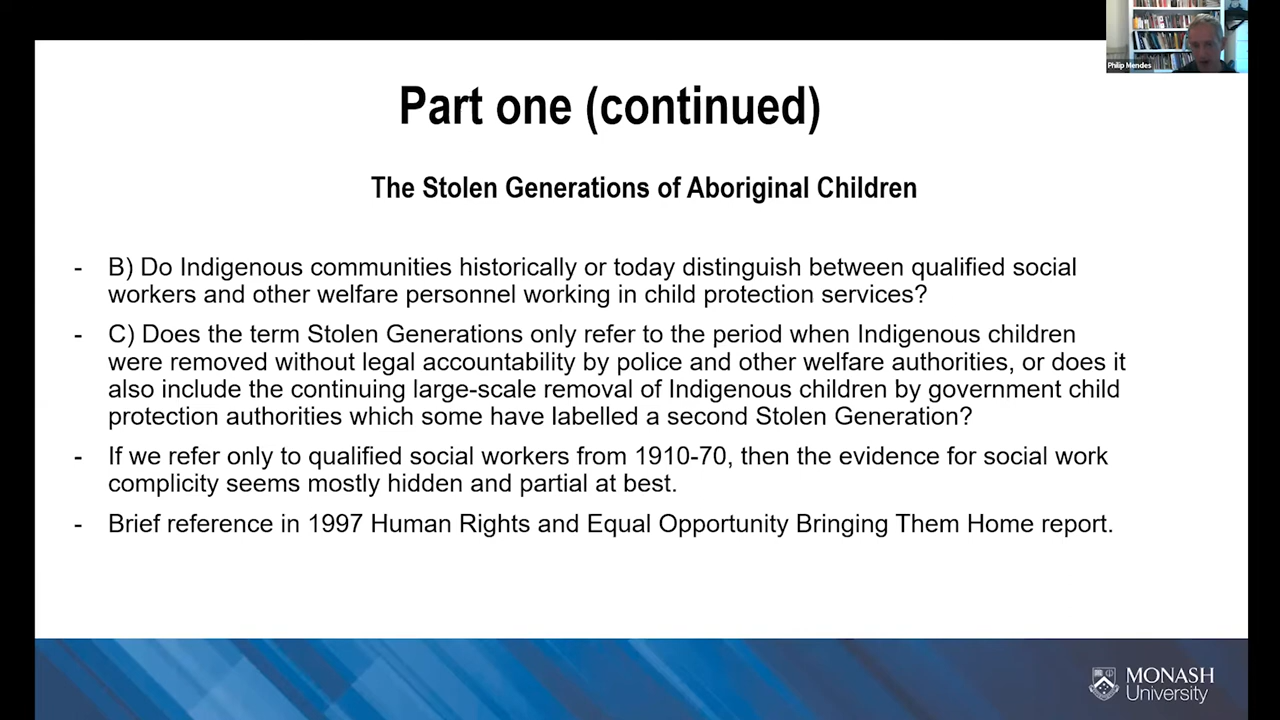 Philip Mendes
Part one (continued)
The Stolen Generations of Aboriginal Children
- B) Do Indigenous communities historically or today distinguish between qualified social
workers and other welfare personnel working in child protection services?
- C) Does the term Stolen Generations only refer to the period when Indigenous children
were removed without legal accountability by police and other welfare authorities, or does it
also include the continuing large-scale removal of Indigenous children by government child
protection authorities which some have labelled a second Stolen Generation?
- If we refer only to qualified social workers from 1910-70, then the evidence for social work
complicity seems mostly hidden and partial at best.
- Brief reference in 1997 Human Rights and Equal Opportunity Bringing Them Home report.
MONASH
University